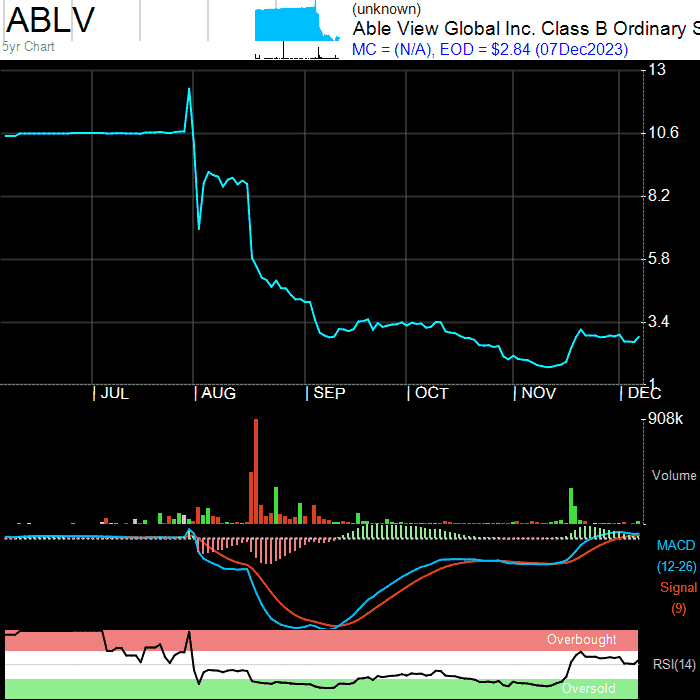 ABLV
5yr Chart
(unknown)
Able View Global Inc. Class B Ordinary S
MC = (N/A), EOD = $2.84 (07Dec2023)
13
10.6
8.2
5.8
3.4
1
JUL AUG SEP OCT NOV DEC
908k
Volume
MACD
(12-26)
Signal
(9)
Overbought
RSI(14)
Oversold